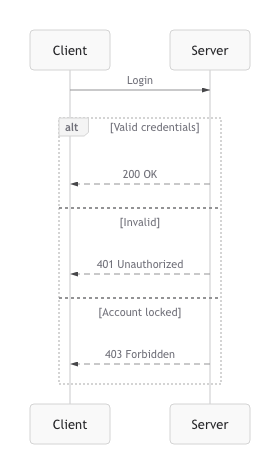 Client Server
Login
alt [Valid credentials]
200 OK
[Invalid]
401 Unauthorized
[Account locked]
403 Forbidden
Client Server